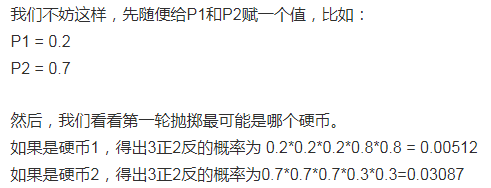 我们不妨这样，先随便给P1和P2赋一个值，比如：
P1 = 0.2
P2 = 0.7
然后，我们看看第一轮抛掷最可能是哪个硬币。
如果是硬币1，得出3正2反的概率为 0.2*0.2*0.2*0.8*0.8 = 0.00512
如果是硬币2，得出3正2反的概率为0.7*0.7*0.7*0.3*0.3=0.03087